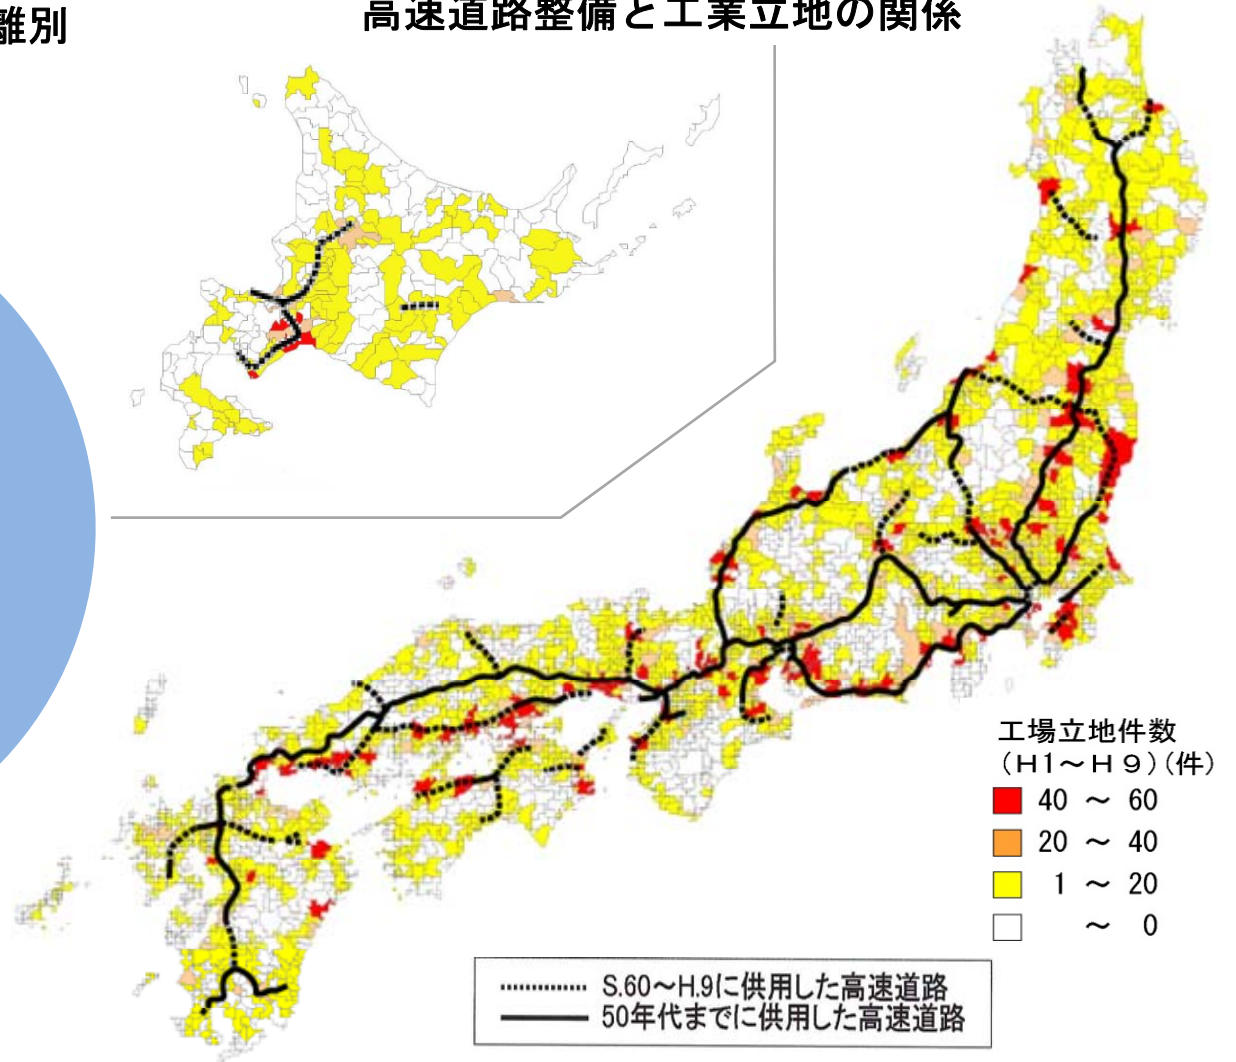 離別
高速道路整備と工業立地の関係
工場立地件数
(H1～H9)(件)
40 ～ 60
20 ～ 40
1 ～ 20
～ 0
S.60～H.9に供用した高速道路
50年代までに供用した高速道路